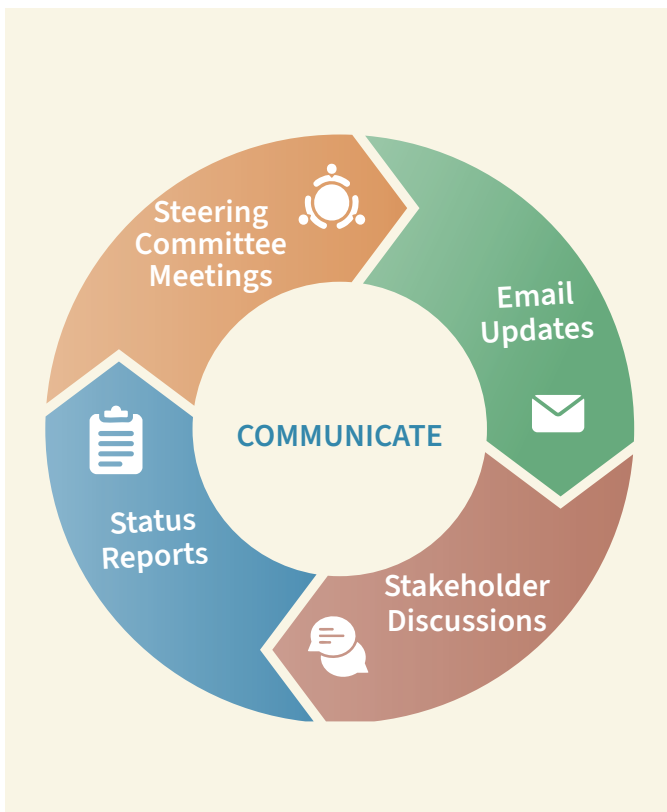 Steering
Committee
Meetings
Email
Updates
COMMUNICATE
Status
Reports
Stakeholder
Discussions